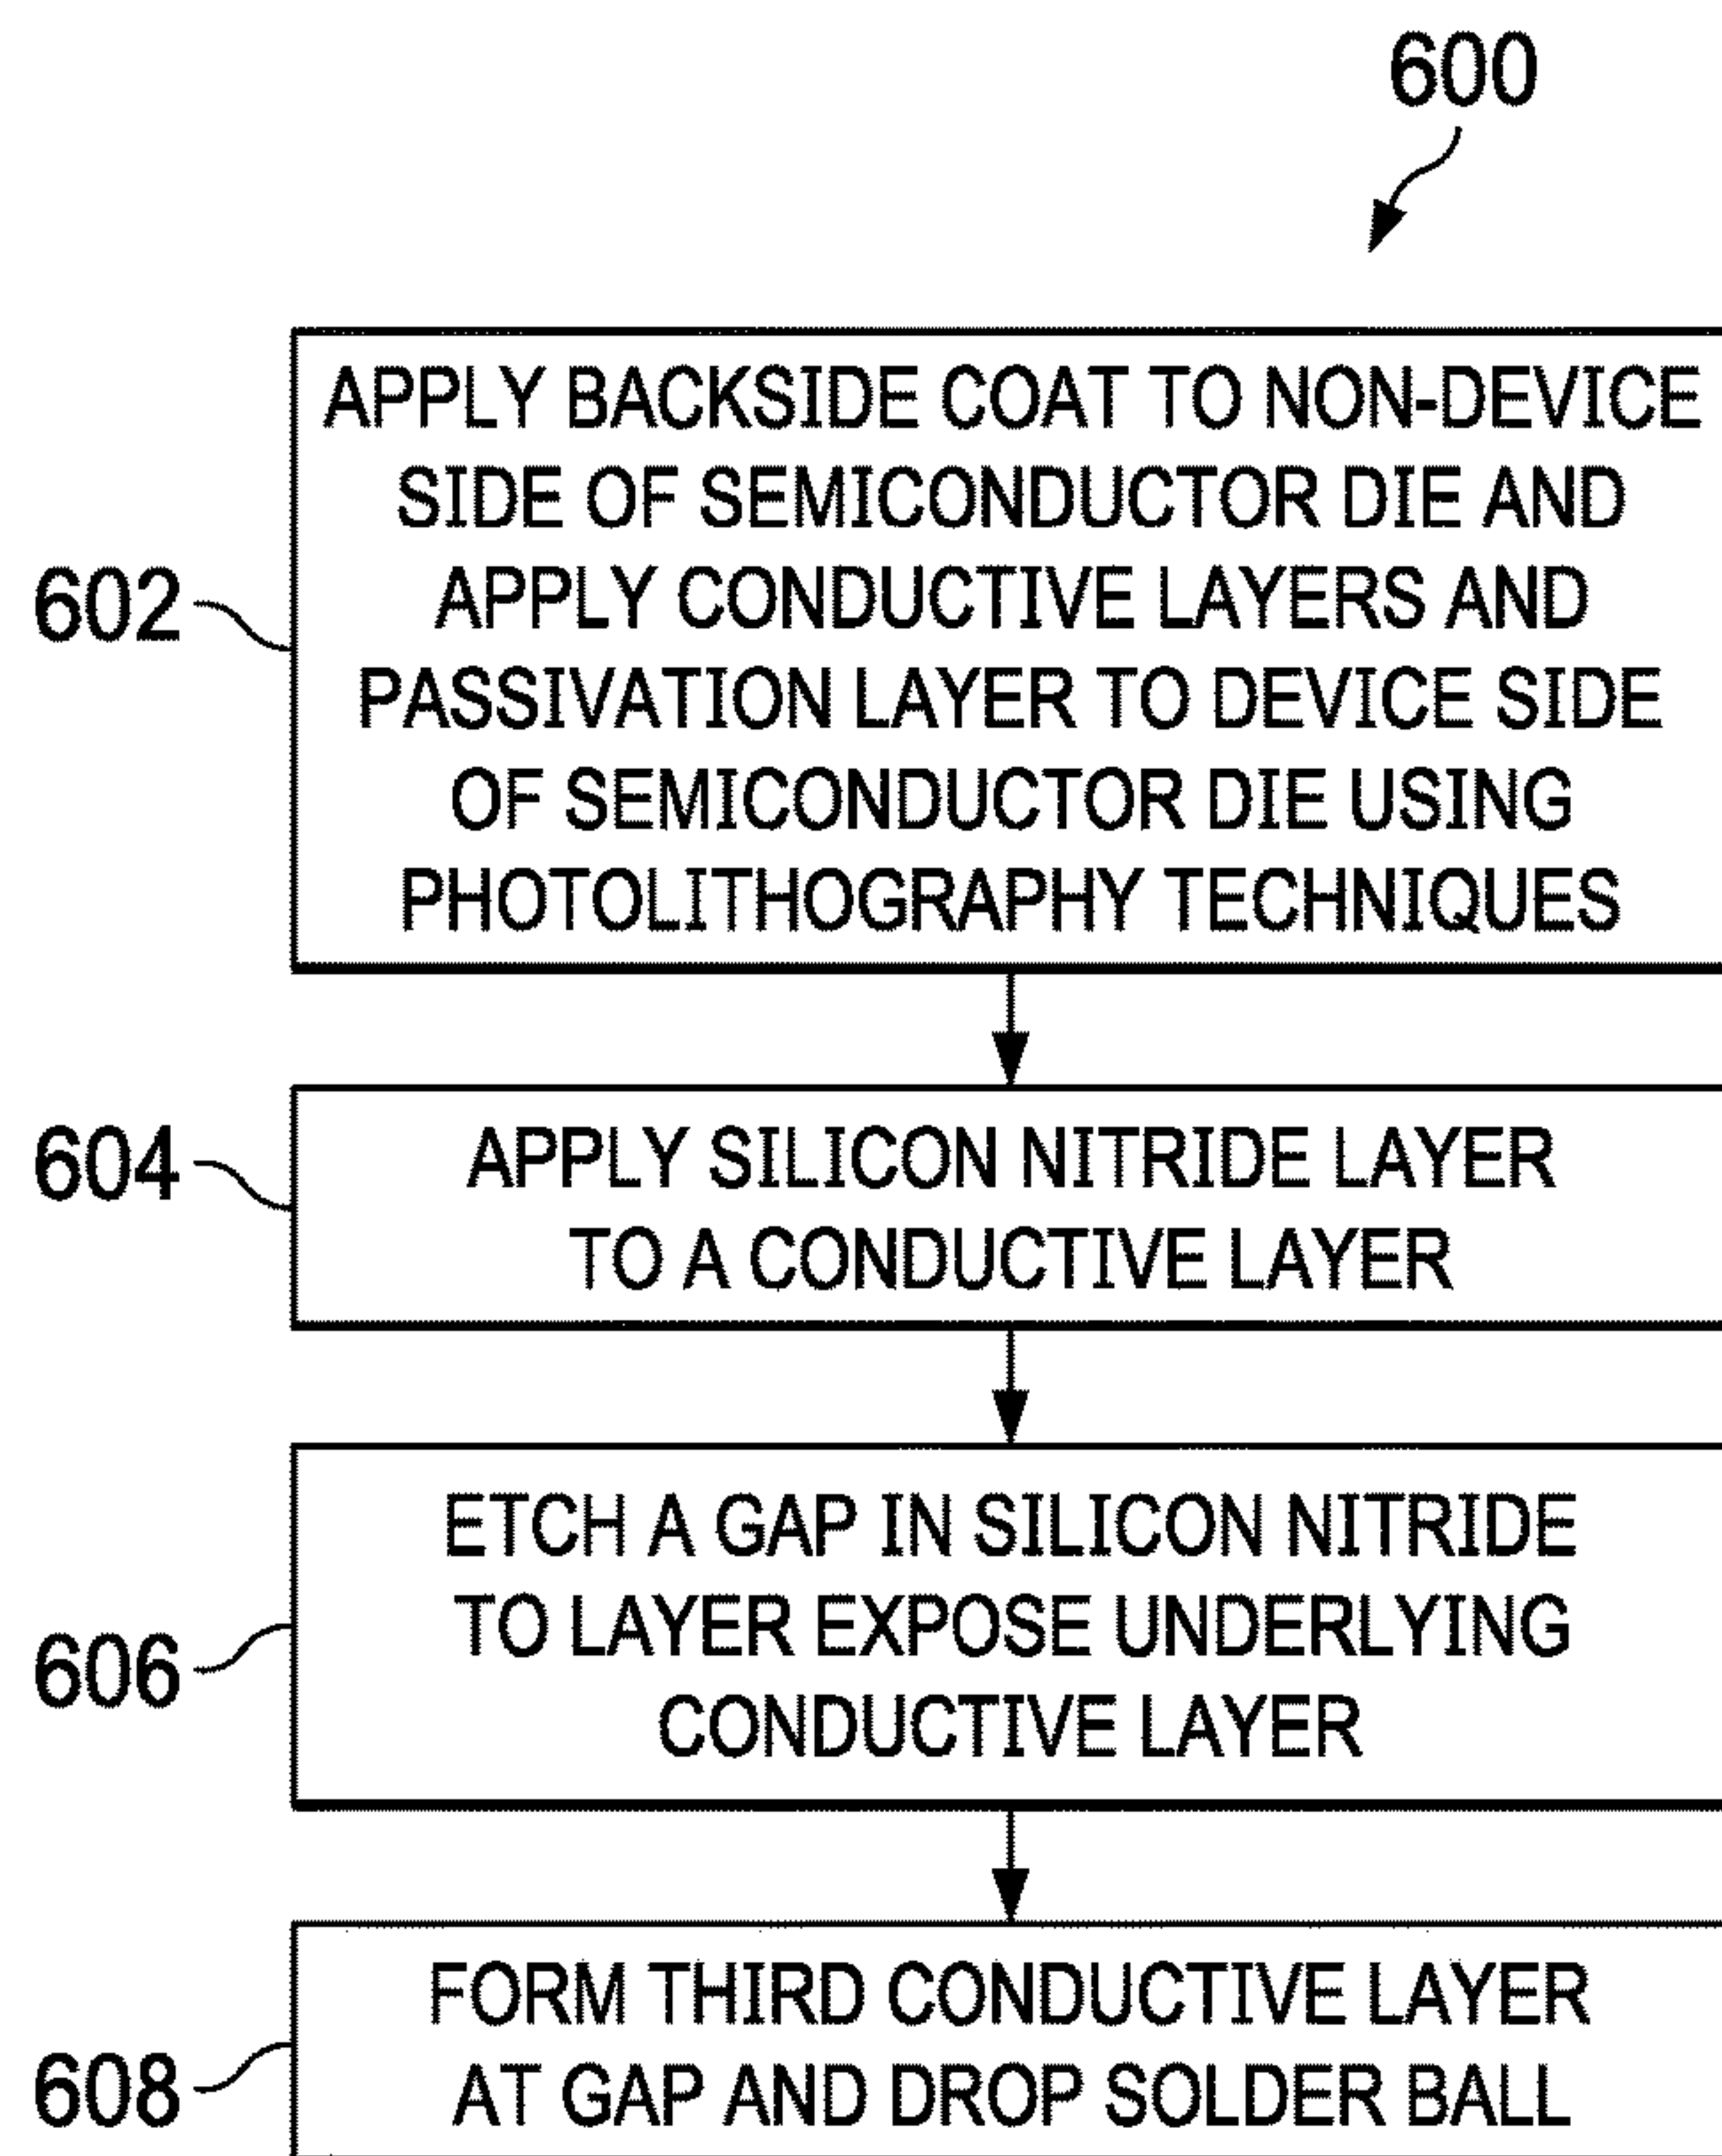 600
602
APPLY BACKSIDE COAT TO NON-DEVICE
SIDE OF SEMICONDUCTOR DIE AND
APPLY CONDUCTIVE LAYERS AND
PASSIVATION LAYER TO DEVICE SIDE
OF SEMICONDUCTOR DIE USING
PHOTOLITHOGRAPHY TECHNIQUES
604
APPLY SILICON NITRIDE LAYER
TO A CONDUCTIVE LAYER
606
ETCH A GAP IN SILICON NITRIDE
TO LAYER EXPOSE UNDERLYING
CONDUCTIVE LAYER
608
FORM THIRD CONDUCTIVE LAYER
AT GAP AND DROP SOLDER BALL